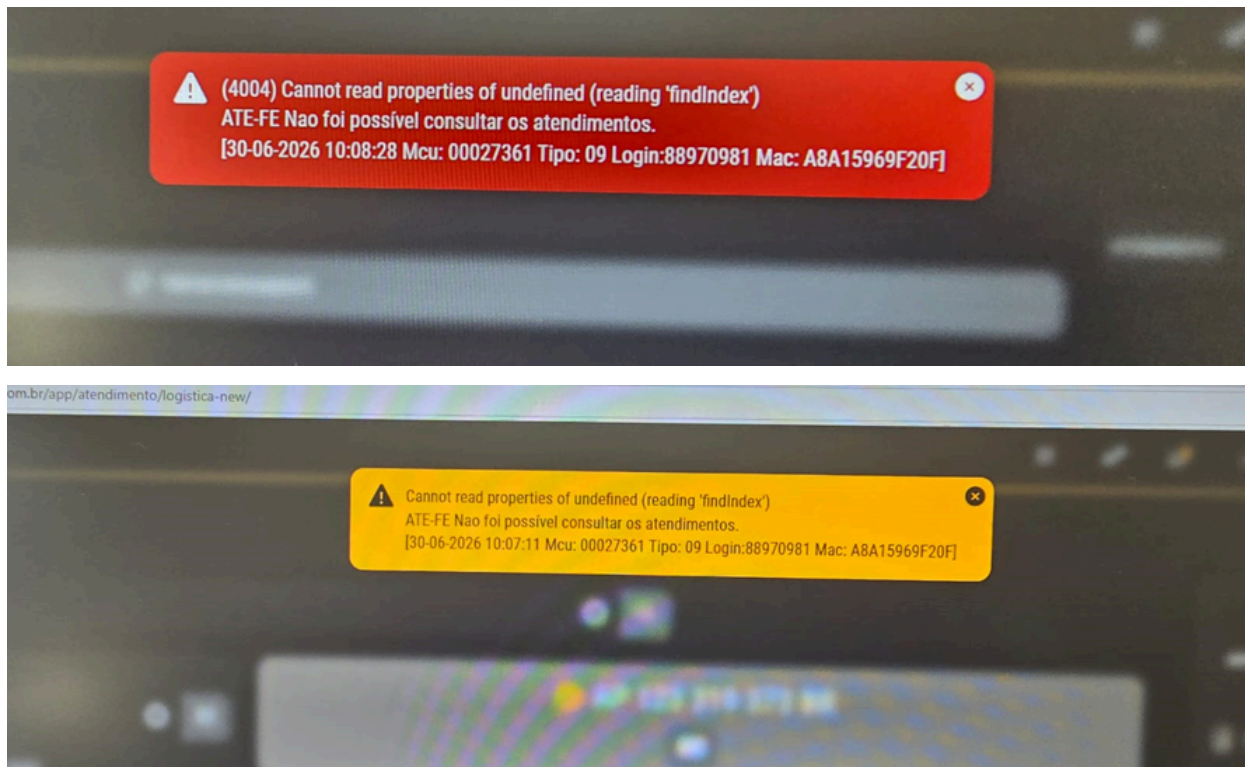 (4004) Cannot read properties of undefined (reading 'findIndex')
ATE-FE Nao foi possível consultar os atendimentos.
[30-06-2026 10:08:28 Mcu: 00027361 Tipo: 09 Login:88970981 Mac: A8A15969F20F]
om.br/app/atendimento/logistica-new/
Cannot read properties of undefined (reading 'findIndex')
ATE-FE Nao foi possível consultar os atendimentos.
[30-06-2026 10:07:11 Mcu: 00027361 Tipo: 09 Login:88970981 Mac: A8A15969F20F]